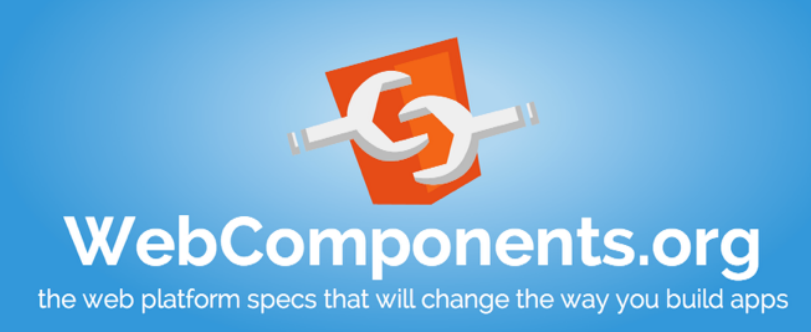 WebComponents.org
the web platform specs that will change the way you build apps